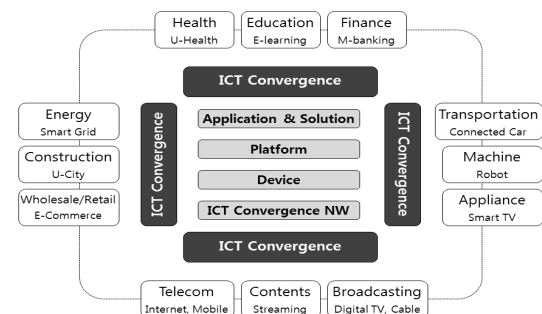 Health
U-Health
Education
E-learning
Finance
M-banking
ICT Convergence
Energy
Smart Grid
Construction
U-City
Wholesale/Retail
E-Commerce
ICT Convergence
Application & Solution
Platform
Device
ICT Convergence NW
ICT Convergence
Transportation
Connected Car
Machine
Robot
Appliance
Smart TV
ICT Convergence
Telecom
Internet, Mobile
Contents
Streaming
Broadcasting
Digital TV, Cable